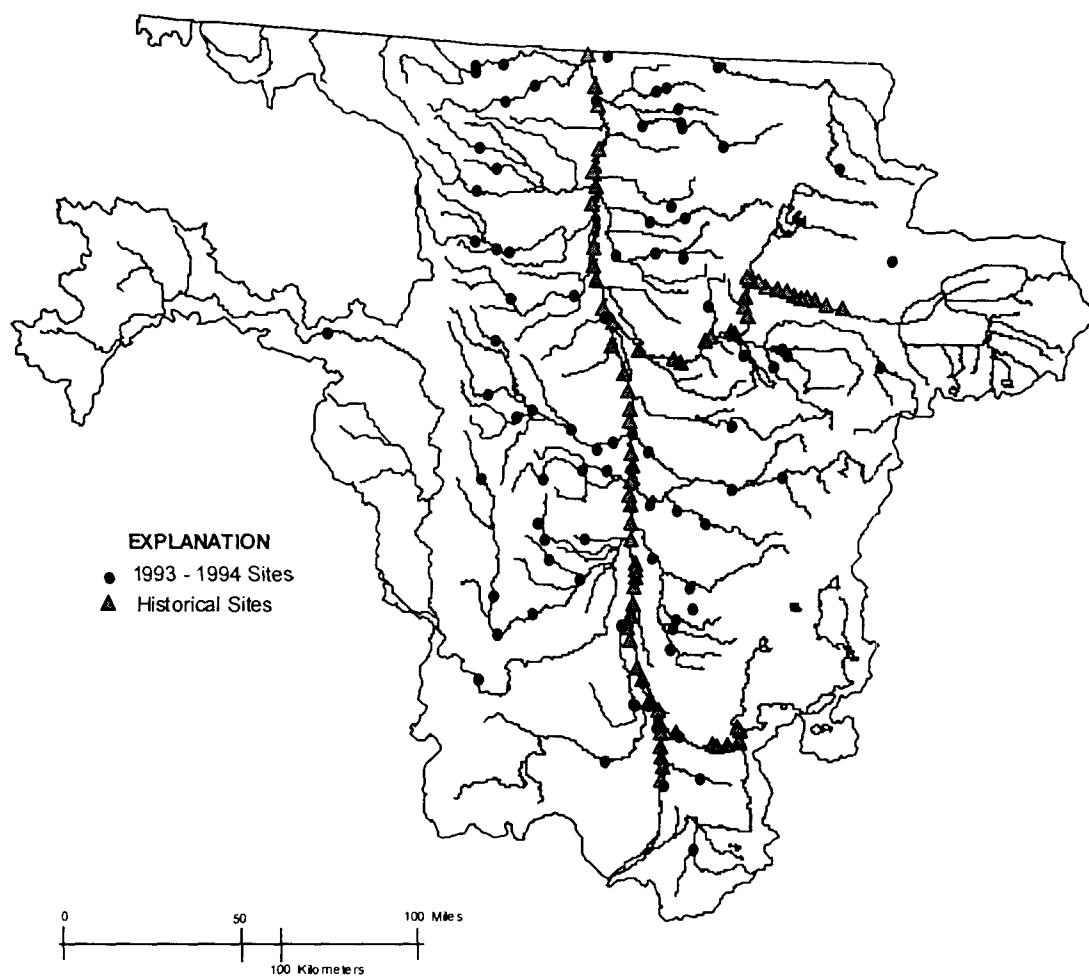 EXPLANATION
1993 - 1994 Sites
Historical Sites
0 50 100 Miles
100 Kilometers